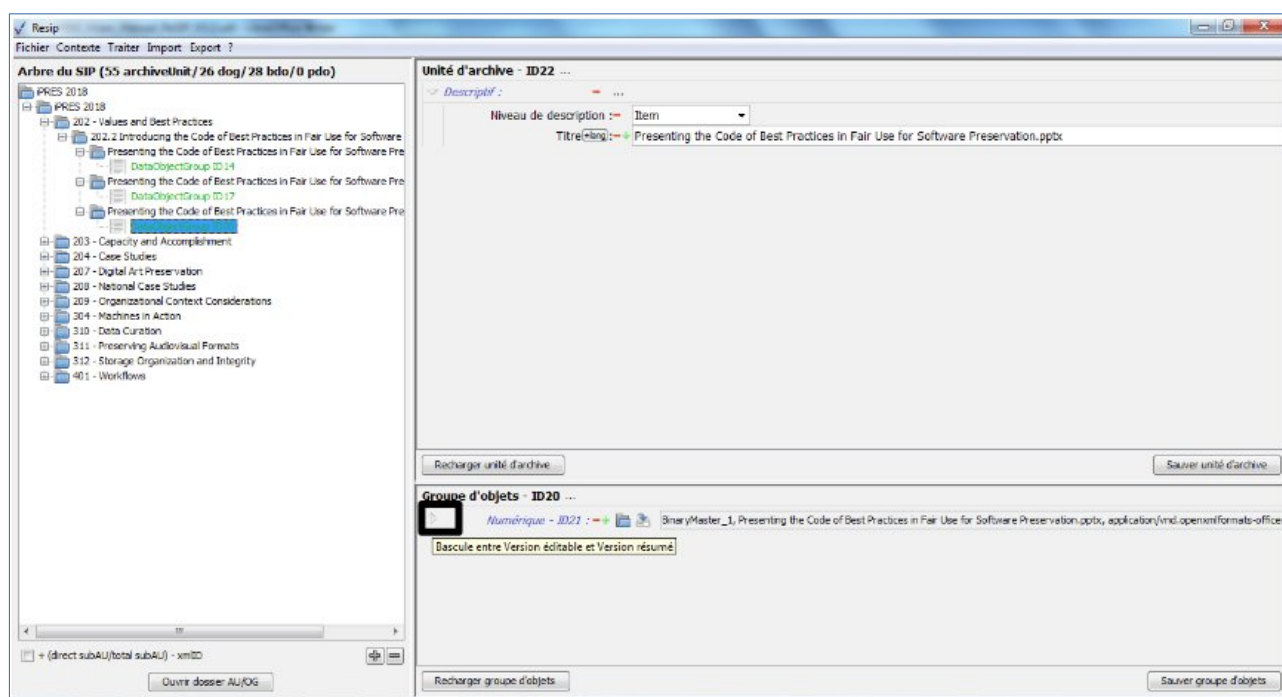 Resip
Fichier Contexte Traiter Import Export ?
Arbre du SIP (55 archiveUnit/26 dog/28 bdo/0 pdo)
iPRES 2018
iPRES 2018
202 - Values and Best Practices
202.2 Introducing the Code of Best Practices in Fair Use for Software
Presenting the Code of Best Practices in Fair Use for Software Pre
DataObjectGroup ID14
Presenting the Code of Best Practices in Fair Use for Software Pre
DataObjectGroup ID17
Presenting the Code of Best Practices in Fair Use for Software Pre
203 - Capacity and Accomplishment
204 - Case Studies
207 - Digital Art Preservation
208 - National Case Studies
209 - Organizational Context Considerations
304 - Machines in Action
310 - Data Curation
311 - Preserving Audiovisual Formats
312 - Storage Organization and Integrity
401 - Workflows
+ (direct subAU/total subAU) - xmlID
Ouvrir dossier AU/OG
Unité d'archive - ID22 ...
Descriptif : - ...
Niveau de description :- Item
Titre +lang :-+ Presenting the Code of Best Practices in Fair Use for Software Preservation.pptx
Recharger unité d'archive
Sauver unité d'archive
Groupe d'objets - ID20 ...
Numérique - ID21 :-+ BinaryMaster_1, Presenting the Code of Best Practices in Fair Use for Software Preservation.pptx, application/vnd.openxmlformats-office
Bascule entre Version éditable et Version résumé
Recharger groupe d'objets
Sauver groupe d'objets